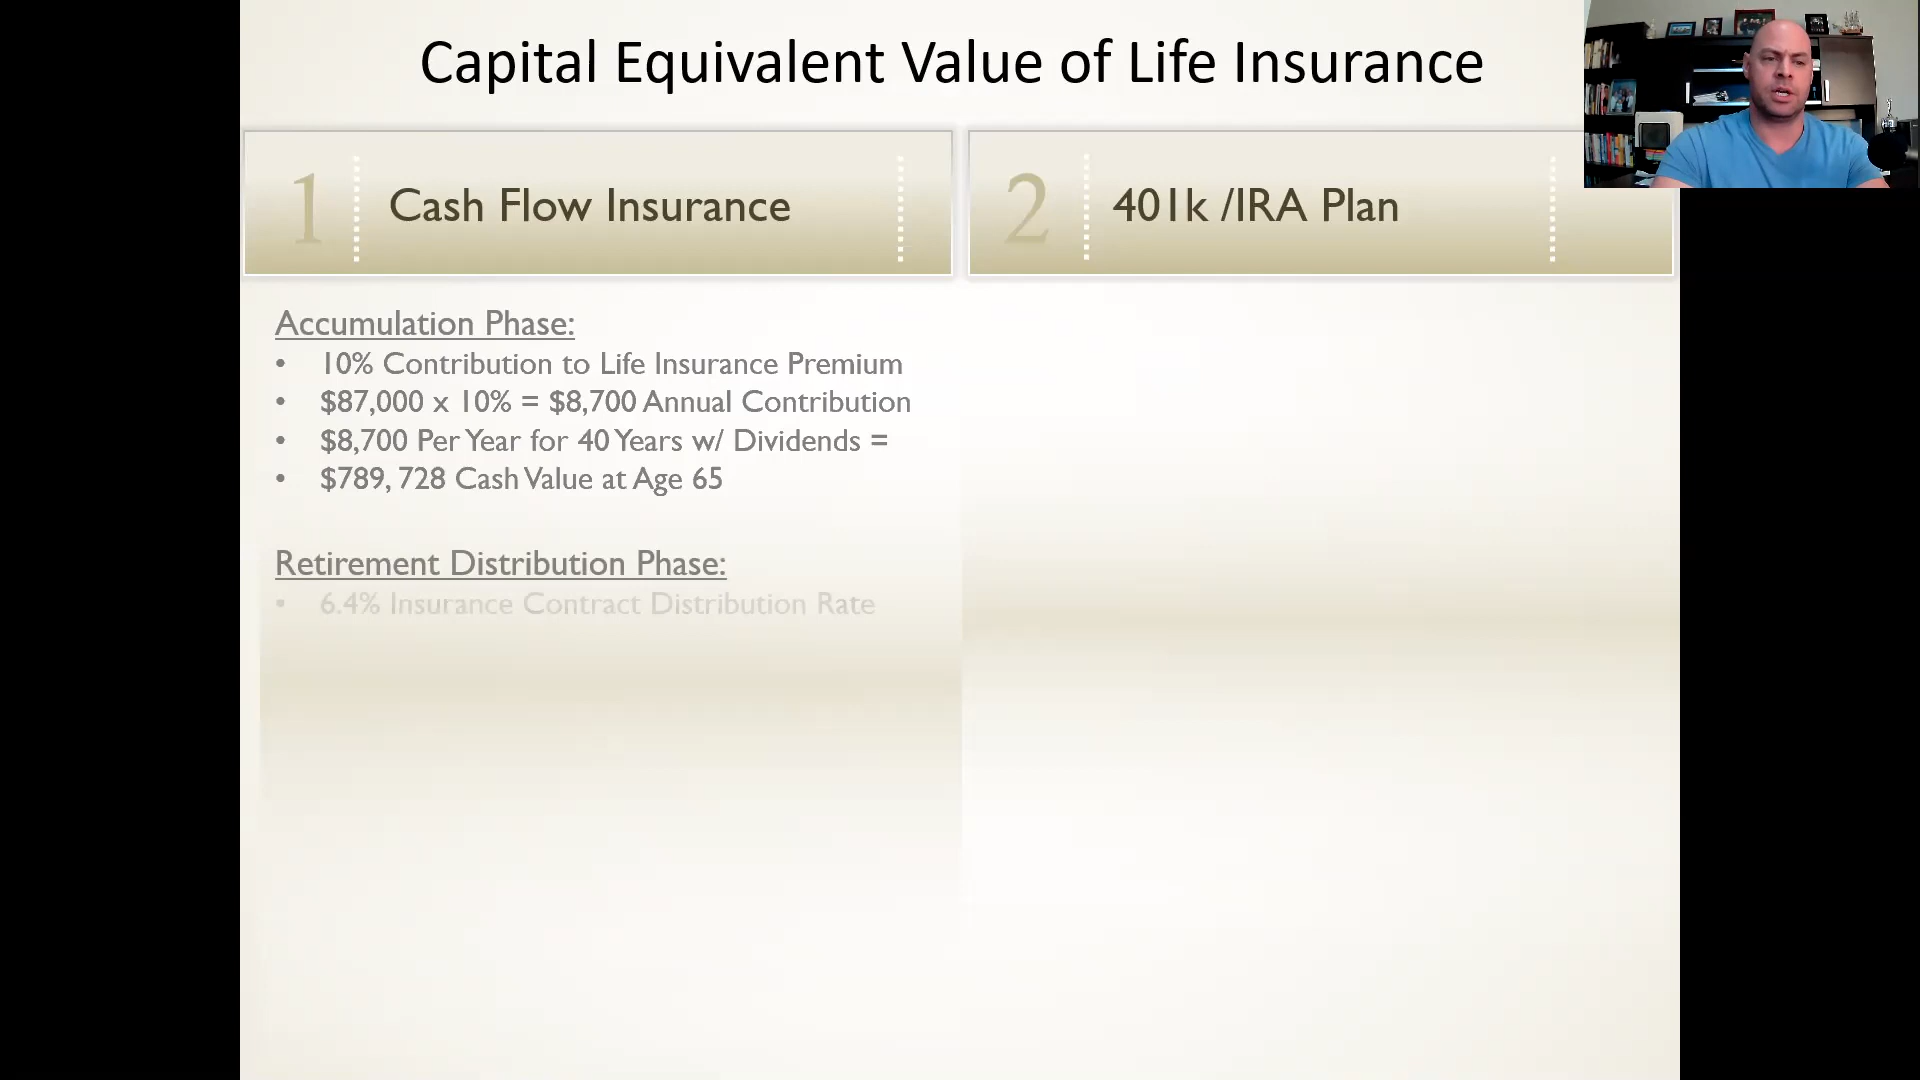 Capital Equivalent Value of Life Insurance
1 Cash Flow Insurance
2 401k /IRA Plan
Accumulation Phase:
• 10% Contribution to Life Insurance Premium
• $87,000 x 10% = $8,700 Annual Contribution
• $8,700 Per Year for 40 Years w/ Dividends =
• $789, 728 Cash Value at Age 65
Retirement Distribution Phase:
• 6.4% Insurance Contract Distribution Rate